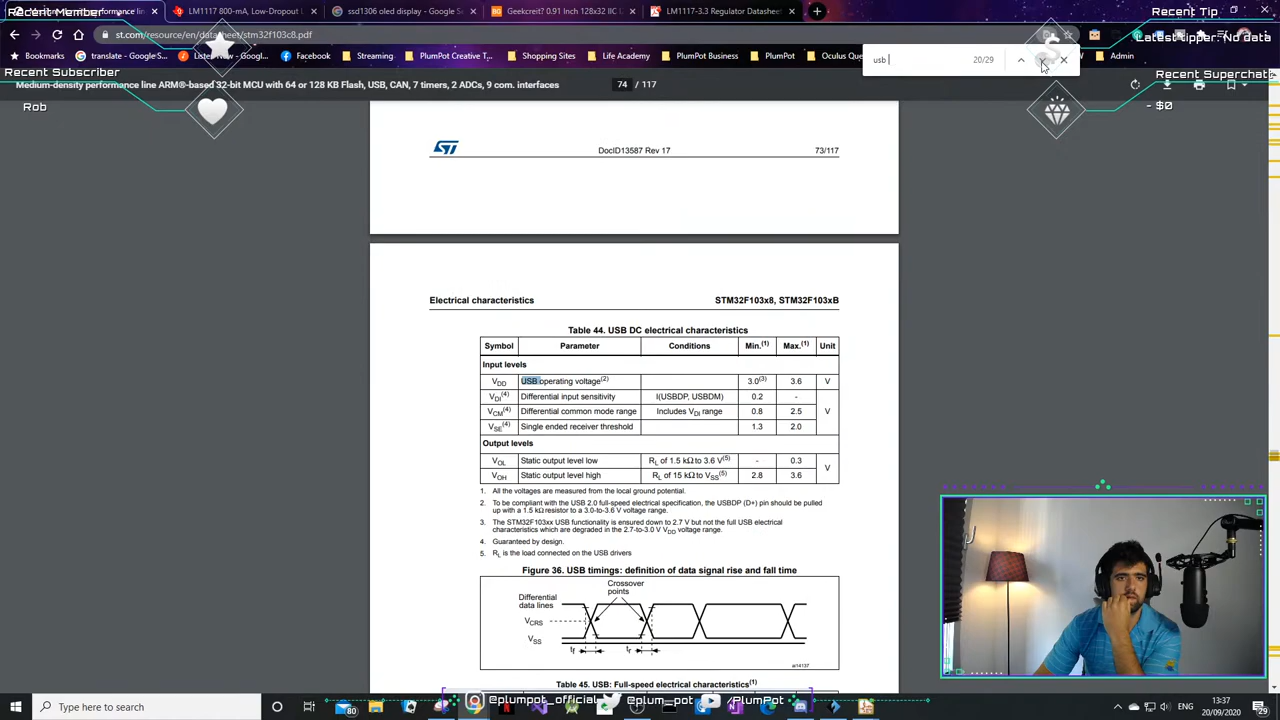 Recent Member
LM1117 800-mA, Low-Dropout
ssd1306 oled display - Google S
Geekcreit? 0.91 Inch 128x32 IIC
LM1117-3.3 Regulator Datasheet
Recent Tip
st.com/resource/en/datasheet/stm32f103c8.pdf
Latest Tipper: No data
Bookmarks
translate - Google S
Facebook
Streaming
PlumPot Creative T...
Shopping Sites
Life Academy
PlumPot Business
PlumPot
Oculus Que
Admin
usb
20/29
Recent Subscriber
Recent Superchat
Medium-density performance line ARM®-based 32-bit MCU with 64 or 128 KB Flash, USB, CAN, 7 timers, 2 ADCs, 9 com. interfaces
74 / 117
Rob
- $0
DocID13587 Rev 17
73/117
Electrical characteristics
STM32F103x8, STM32F103xB
Table 44. USB DC electrical characteristics
Symbol Parameter Conditions Min.(1) Max.(1) Unit
Input levels
VDD USB operating voltage(2) 3.0(3) 3.6 V
VDI(4) Differential input sensitivity I(USBDP, USBDM) 0.2 -
VCM(4) Differential common mode range Includes VDI range 0.8 2.5 V
VSE(4) Single ended receiver threshold 1.3 2.0
Output levels
VOL Static output level low RL of 1.5 kΩ to 3.6 V(5) - 0.3 V
VOH Static output level high RL of 15 kΩ to VSS(5) 2.8 3.6
1. All the voltages are measured from the local ground potential.
2. To be compliant with the USB 2.0 full-speed electrical specification, the USBDP (D+) pin should be pulled
up with a 1.5 kΩ resistor to a 3.0-to-3.6 V voltage range.
3. The STM32F103xx USB functionality is ensured down to 2.7 V but not the full USB electrical
characteristics which are degraded in the 2.7-to-3.0 V VDD voltage range.
4. Guaranteed by design.
5. RL is the load connected on the USB drivers
Figure 36. USB timings: definition of data signal rise and fall time
Crossover
points
Differential
data lines
VCRS
VSS
tf
tr
ai14137
Table 45. USB: Full-speed electrical characteristics(1)
Type here to search
80
@plumpot_official
@plum_pot
PlumPot
ENG
13:37
20/09/2020